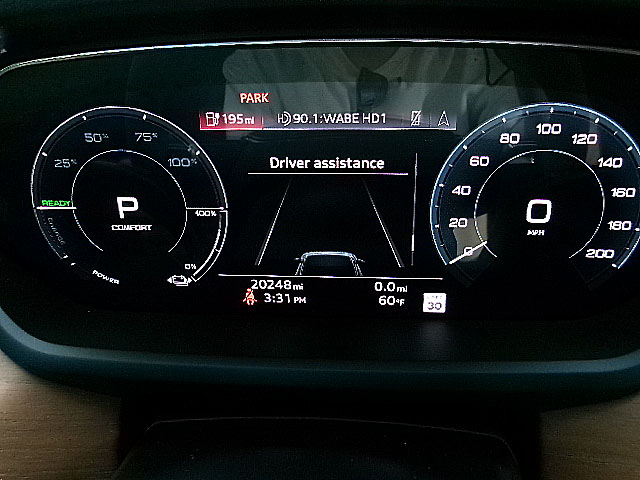 PARK
195mi
90.1:WABE HD1
Driver assistance
25%
50%
75%
100%
READY
P
COMFORT
100%
0%
CHARGE
POWER
20248mi
0.0mi
3:31 PM
60°F
30
0
20
40
60
80
100
120
140
160
180
200
0
MPH